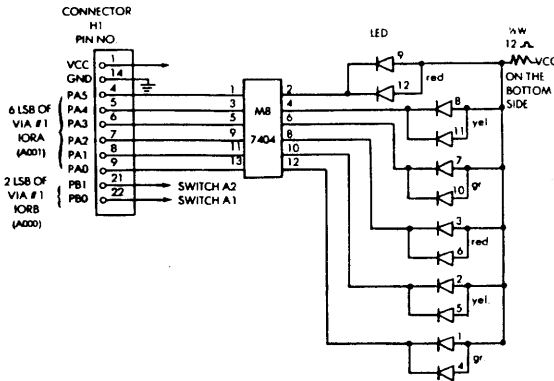 CONNECTOR
H1
PIN NO.
VCC 1
GND 14
PA5 4 1 2
PA4 5 3 4
PA3 6 5 6
PA2 7 9 8
PA1 8 11 10
PA0 9 13 12
PB1 21 SWITCH A2
PB0 22 SWITCH A1
6 LSB OF
VIA #1
IORA
(A001)
2 LSB OF
VIA #1
IORB
(A000)
M8
7404
LED
½W
12 Ω
VCC
ON THE
BOTTOM
SIDE
9
12 red
8
11 yel
7
10 gr
3
6 red
2
5 yel.
1
4 gr